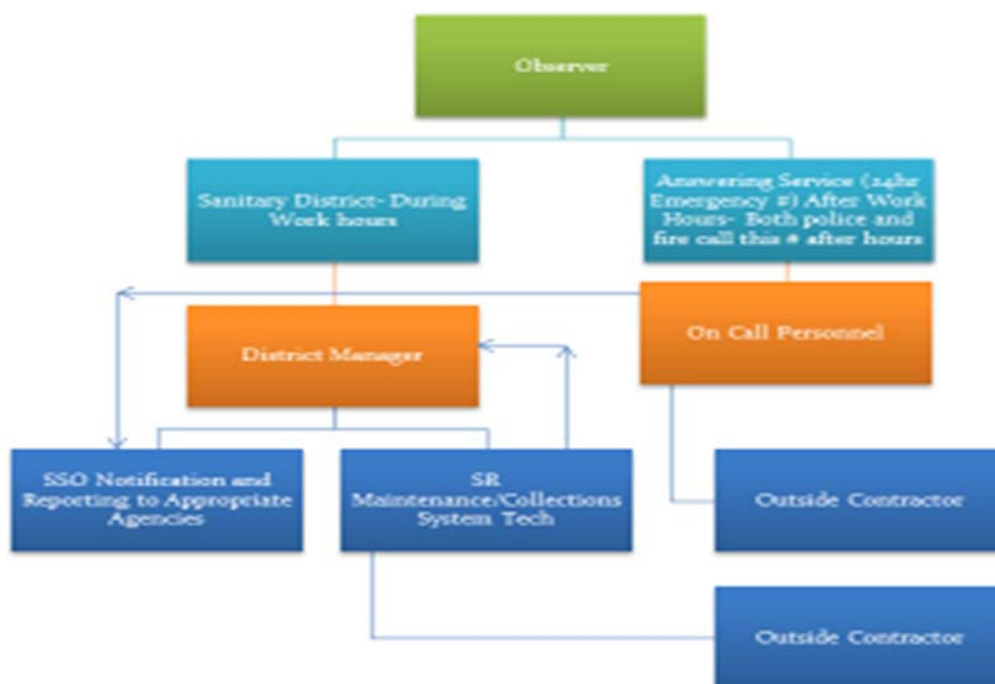 Observer
Sanitary District- During
Work hours
Answering Service (24hr
Emergency #) After Work
Hours- Both police and
fire call this # after hours
District Manager
On Call Personnel
SSO Notification and
Reporting to Appropriate
Agencies
SR
Maintenance/Collections
System Tech
Outside Contractor
Outside Contractor